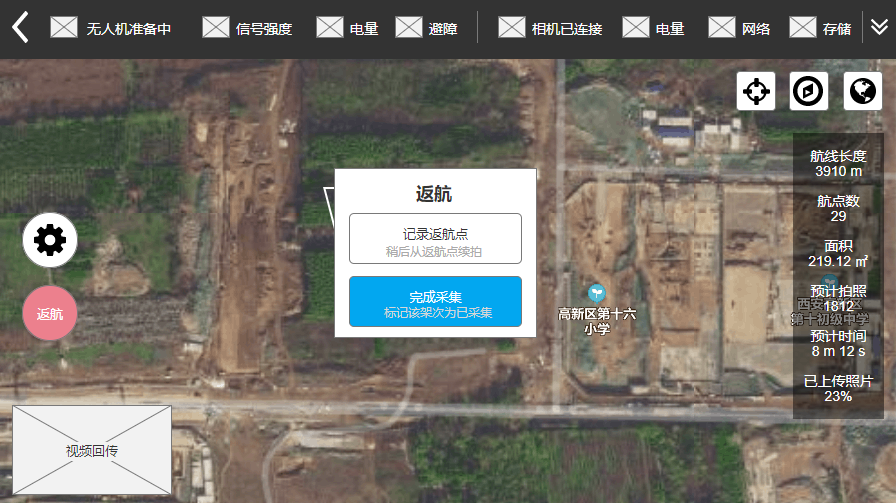 无人机准备中 信号强度 电量 避障 相机已连接 电量 网络 存储
航线长度
3910 m
航点数
29
面积
219.12 ㎡
预计拍照
1812
预计时间
8 m 12 s
已上传照片
23%
返航
记录返航点
稍后从返航点续拍
完成采集
标记该架次为已采集
返航
高新区第十六
小学
第十初级中学
视频回传